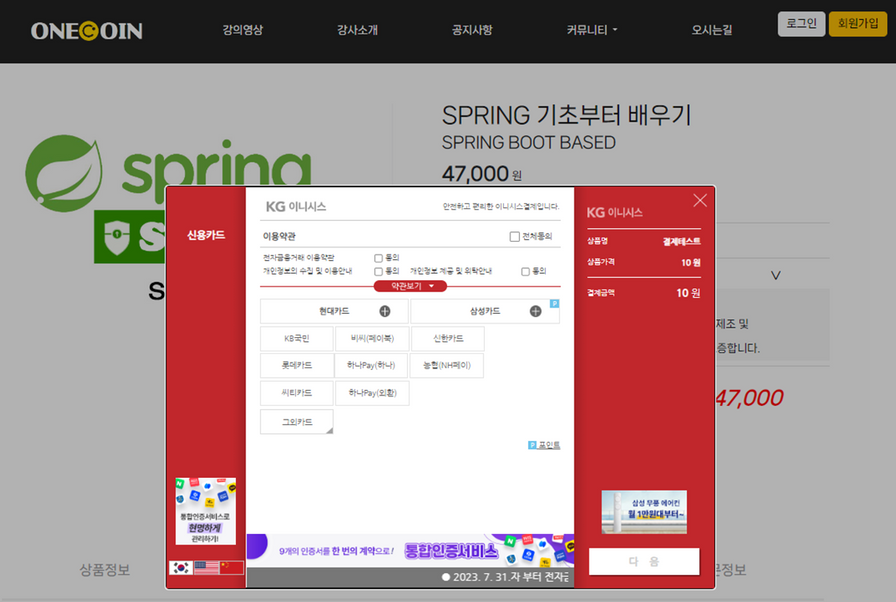 ONECOIN
강의영상
강사소개
공지사항
커뮤니티
오시는길
로그인
회원가입
SPRING 기초부터 배우기
SPRING BOOT BASED
47,000 원
spring
S
S
제조 및
증합니다.
47,000
상품정보
정보
신용카드
통합인증서비스로
현명하게
관리하기!
KG 이니시스
안전하고 편리한 이니시스결제입니다.
이용약관
전체동의
전자금융거래 이용약관
동의
개인정보의 수집 및 이용안내
동의
개인정보 제공 및 위탁안내
동의
약관보기
현대카드
삼성카드
P
KB국민
비씨(페이북)
신한카드
롯데카드
하나Pay(하나)
농협(NH페이)
씨티카드
하나Pay(외환)
그외카드
P 포인트
9개의 인증서를 한 번의 계약으로!
통합인증서비스
2023. 7. 31.자 부터 전자금
KG 이니시스
상품명
결제테스트
상품가격
10 원
결제금액
10 원
삼성 무풍 에어컨
월 1만원대부터~
다 음